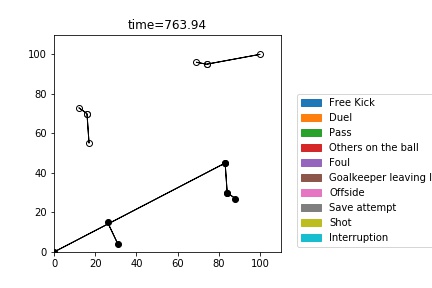 time=763.94
100
80
60
40
20
0
0 20 40 60 80 100
Free Kick
Duel
Pass
Others on the ball
Foul
Goalkeeper leaving l
Offside
Save attempt
Shot
Interruption